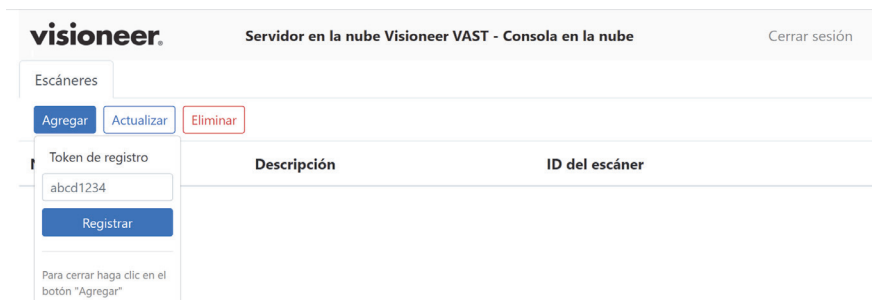 visioneer.
Servidor en la nube Visioneer VAST - Consola en la nube
Cerrar sesión
Escáneres
Agregar
Actualizar
Eliminar
Descripción
ID del escáner
Token de registro
abcd1234
Registrar
Para cerrar haga clic en el
botón "Agregar"